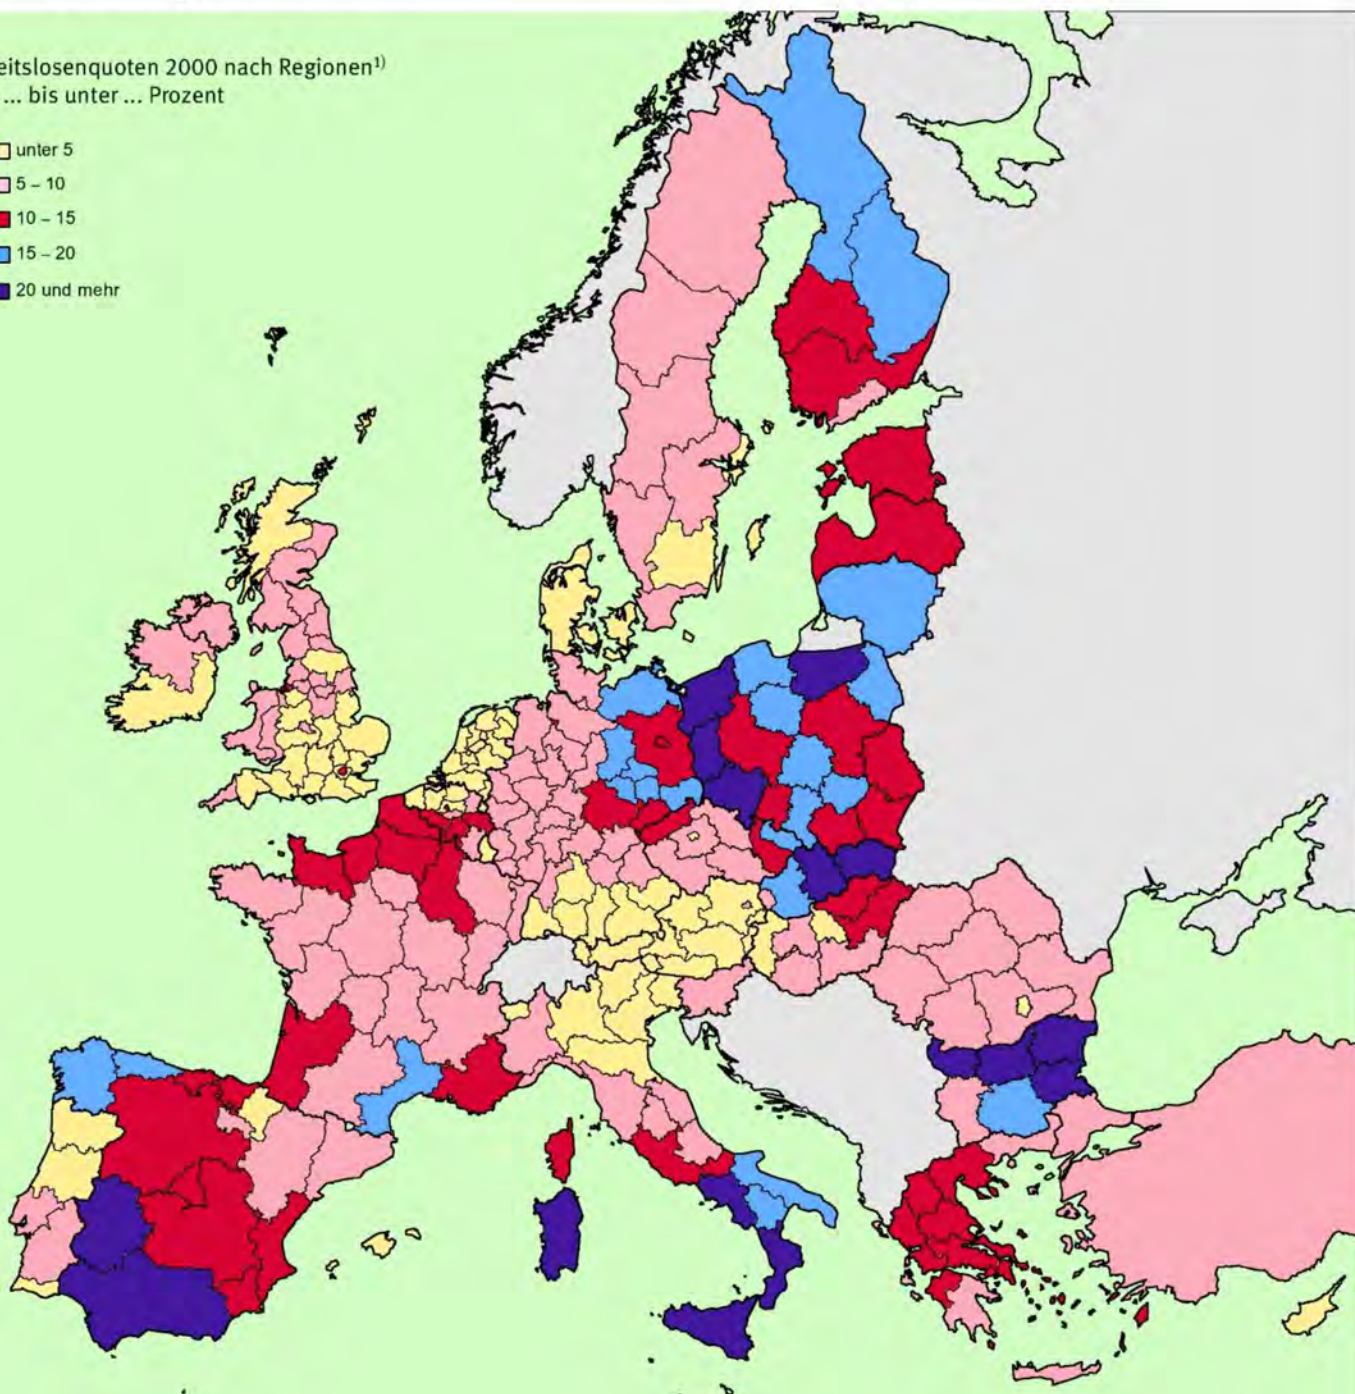 eitslosenquoten 2000 nach Regionen¹⁾
... bis unter ... Prozent
unter 5
5 – 10
10 – 15
15 – 20
20 und mehr